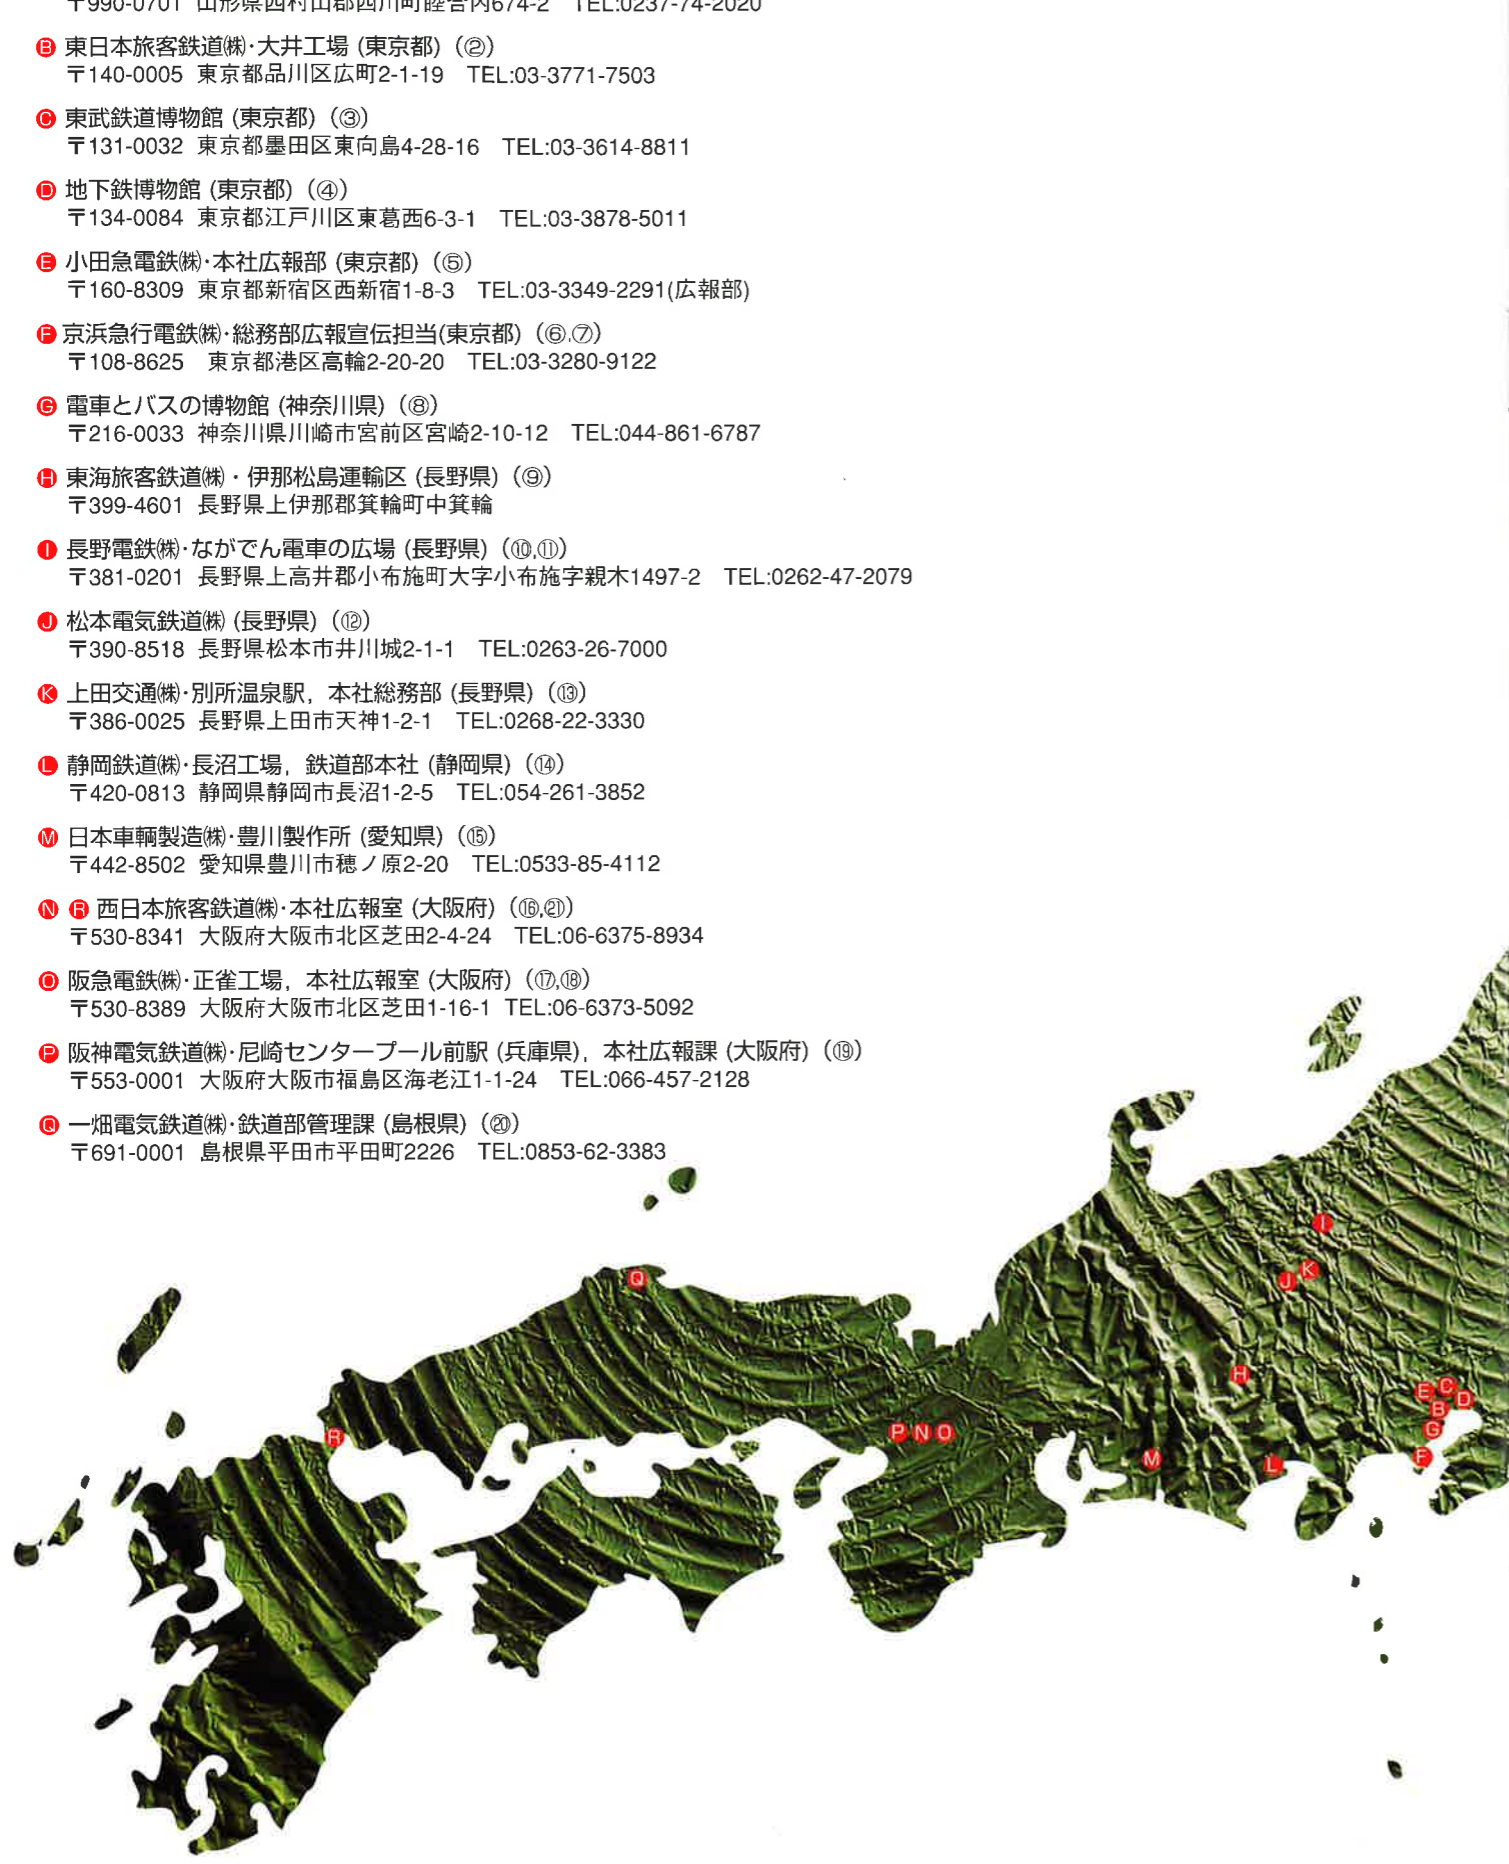 〒990-0701 山形県西村山郡西川町睦合丙674-2 TEL:0237-74-2020
B 東日本旅客鉄道㈱･大井工場 (東京都) (②)
〒140-0005 東京都品川区広町2-1-19 TEL:03-3771-7503
C 東武鉄道博物館 (東京都) (③)
〒131-0032 東京都墨田区東向島4-28-16 TEL:03-3614-8811
D 地下鉄博物館 (東京都) (④)
〒134-0084 東京都江戸川区東葛西6-3-1 TEL:03-3878-5011
E 小田急電鉄㈱･本社広報部 (東京都) (⑤)
〒160-8309 東京都新宿区西新宿1-8-3 TEL:03-3349-2291(広報部)
F 京浜急行電鉄㈱･総務部広報宣伝担当(東京都) (⑥,⑦)
〒108-8625 東京都港区高輪2-20-20 TEL:03-3280-9122
G 電車とバスの博物館 (神奈川県) (⑧)
〒216-0033 神奈川県川崎市宮前区宮崎2-10-12 TEL:044-861-6787
H 東海旅客鉄道㈱・伊那松島運輸区 (長野県) (⑨)
〒399-4601 長野県上伊那郡箕輪町中箕輪
I 長野電鉄㈱･ながでん電車の広場 (長野県) (⑩,⑪)
〒381-0201 長野県上高井郡小布施町大字小布施字親木1497-2 TEL:0262-47-2079
J 松本電気鉄道㈱ (長野県) (⑫)
〒390-8518 長野県松本市井川城2-1-1 TEL:0263-26-7000
K 上田交通㈱･別所温泉駅，本社総務部 (長野県) (⑬)
〒386-0025 長野県上田市天神1-2-1 TEL:0268-22-3330
L 静岡鉄道㈱･長沼工場，鉄道部本社 (静岡県) (⑭)
〒420-0813 静岡県静岡市長沼1-2-5 TEL:054-261-3852
M 日本車輌製造㈱･豊川製作所 (愛知県) (⑮)
〒442-8502 愛知県豊川市穂ノ原2-20 TEL:0533-85-4112
N R 西日本旅客鉄道㈱･本社広報室 (大阪府) (⑯,㉑)
〒530-8341 大阪府大阪市北区芝田2-4-24 TEL:06-6375-8934
O 阪急電鉄㈱･正雀工場，本社広報室 (大阪府) (⑰,⑱)
〒530-8389 大阪府大阪市北区芝田1-16-1 TEL:06-6373-5092
P 阪神電気鉄道㈱･尼崎センタープール前駅 (兵庫県)，本社広報課 (大阪府) (⑲)
〒553-0001 大阪府大阪市福島区海老江1-1-24 TEL:066-457-2128
Q 一畑電気鉄道㈱･鉄道部管理課 (島根県) (⑳)
〒691-0001 島根県平田市平田町2226 TEL:0853-62-3383
I
K
J
Q
H
E C D
B
G
F
R
P N O
M
L